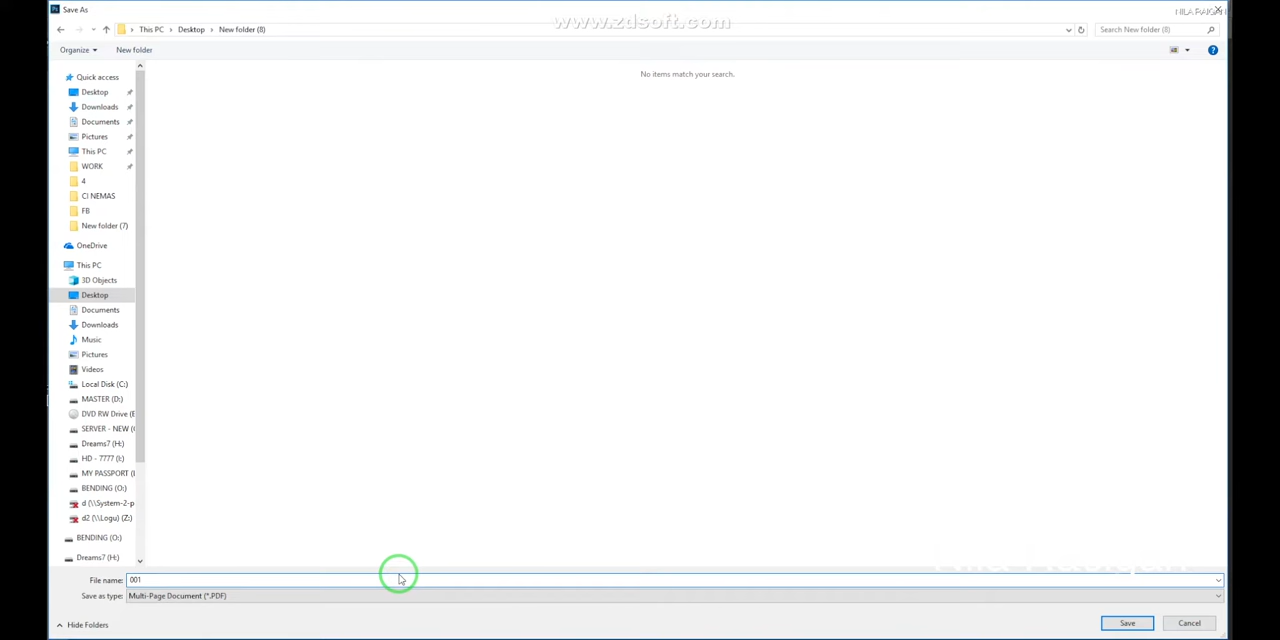 Save As
www.zdsoft.com
This PC Desktop New folder (8)
Search New folder (8)
Organize
New folder
No items match your search.
Quick access
Desktop
Downloads
Documents
Pictures
This PC
WORK
4
CI NEMAS
FB
New folder (7)
OneDrive
This PC
3D Objects
Desktop
Documents
Downloads
Music
Pictures
Videos
Local Disk (C:)
MASTER (D:)
DVD RW Drive (E
SERVER - NEW (
Dreams7 (H:)
HD - 7777 (I:)
MY PASSPORT (
BENDING (O:)
d (\\System-2-p
d2 (\\Logu) (Z:)
BENDING (O:)
Dreams7 (H:)
File name: 001
Save as type: Multi-Page Document (*.PDF)
Hide Folders
Save
Cancel